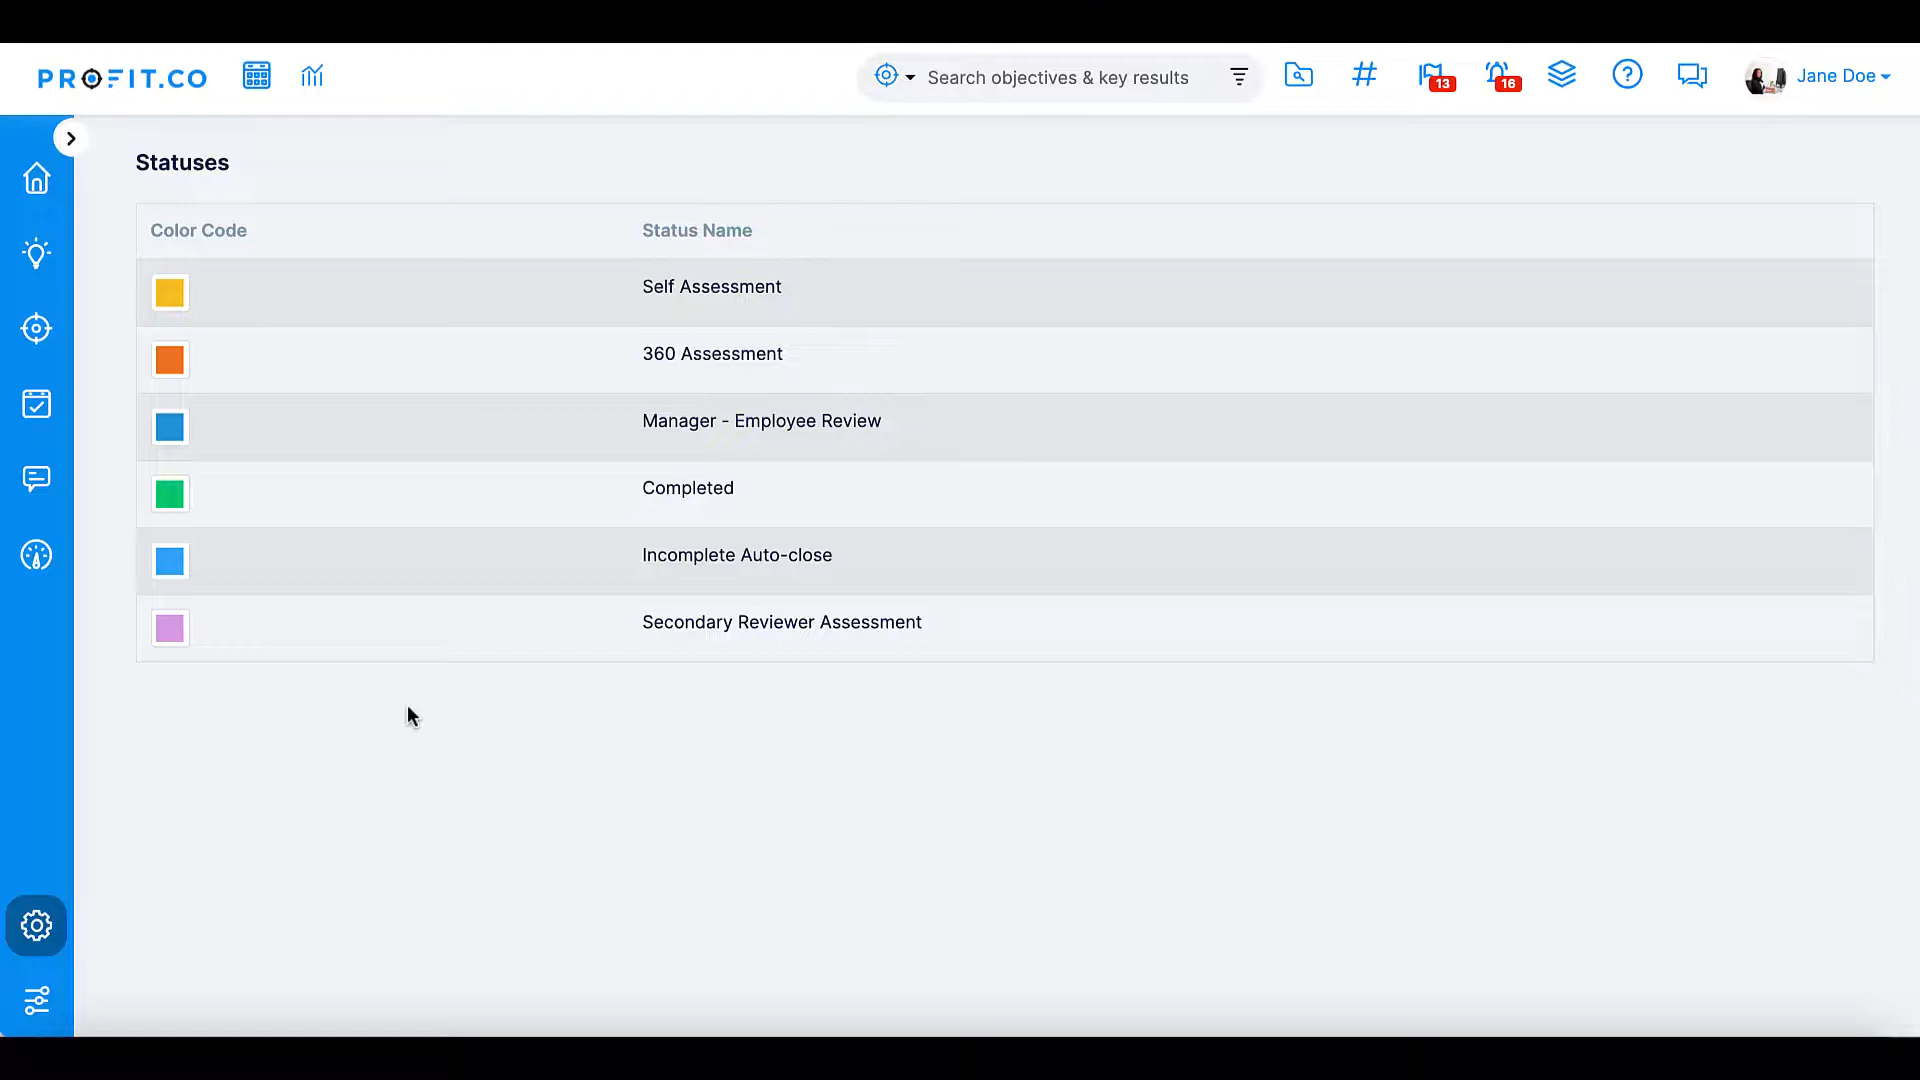 PROFIT.CO
Search objectives & key results
13
16
Jane Doe
Statuses
Color Code Status Name
Self Assessment
360 Assessment
Manager - Employee Review
Completed
Incomplete Auto-close
Secondary Reviewer Assessment